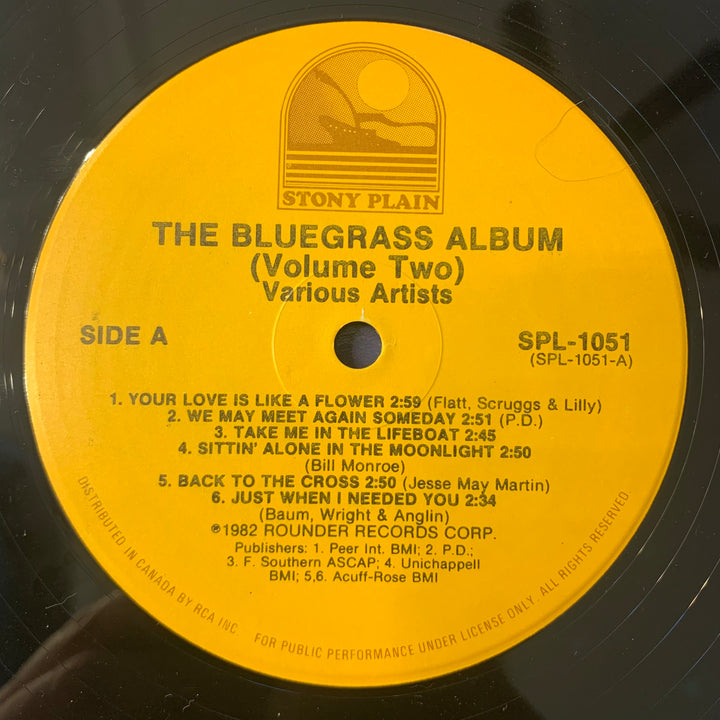 STONY PLAIN
THE BLUEGRASS ALBUM
(Volume Two)
Various Artists
SIDE A
SPL-1051
(SPL-1051-A)
1. YOUR LOVE IS LIKE A FLOWER 2:59 (Flatt, Scruggs & Lilly)
2. WE MAY MEET AGAIN SOMEDAY 2:51 (P.D.)
3. TAKE ME IN THE LIFEBOAT 2:45
4. SITTIN' ALONE IN THE MOONLIGHT 2:50
(Bill Monroe)
5. BACK TO THE CROSS 2:50 (Jesse May Martin)
6. JUST WHEN I NEEDED YOU 2:34
(Baum, Wright & Anglin)
℗1982 ROUNDER RECORDS CORP.
Publishers: 1. Peer Int. BMI; 2. P.D.;
3. F. Southern ASCAP; 4. Unichappell
BMI; 5,6. Acuff-Rose BMI
DISTRIBUTED IN CANADA BY RCA INC. FOR PUBLIC PERFORMANCE UNDER LICENSE ONLY. ALL RIGHTS RESERVED.